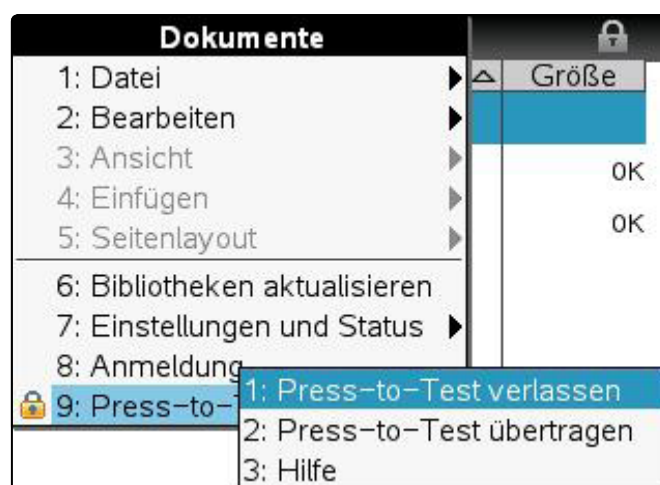 Dokumente
1: Datei
Größe
2: Bearbeiten
3: Ansicht
0K
4: Einfügen
0K
5: Seitenlayout
6: Bibliotheken aktualisieren
7: Einstellungen und Status
8: Anmeldung
9: Press-to-
1: Press-to-Test verlassen
2: Press-to-Test übertragen
3: Hilfe